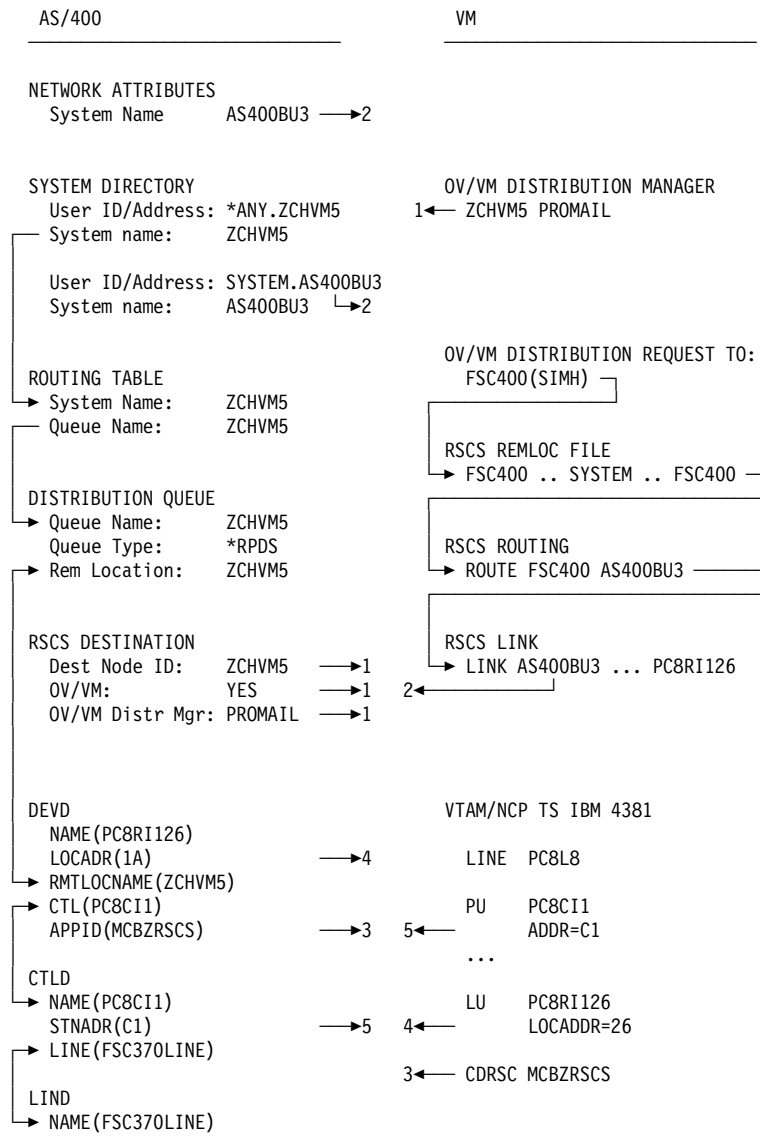 AS/400 VM
NETWORK ATTRIBUTES
System Name AS400BU3 2
SYSTEM DIRECTORY OV/VM DISTRIBUTION MANAGER
User ID/Address: *ANY.ZCHVM5 1 ZCHVM5 PROMAIL
System name: ZCHVM5
User ID/Address: SYSTEM.AS400BU3
System name: AS400BU3 2
OV/VM DISTRIBUTION REQUEST TO:
ROUTING TABLE FSC400(SIMH)
System Name: ZCHVM5
Queue Name: ZCHVM5
RSCS REMLOC FILE
FSC400 .. SYSTEM .. FSC400
DISTRIBUTION QUEUE
Queue Name: ZCHVM5
Queue Type: *RPDS RSCS ROUTING
Rem Location: ZCHVM5 ROUTE FSC400 AS400BU3
RSCS DESTINATION RSCS LINK
Dest Node ID: ZCHVM5 1 LINK AS400BU3 ... PC8RI126
OV/VM: YES 1 2
OV/VM Distr Mgr: PROMAIL 1
DEVD VTAM/NCP TS IBM 4381
NAME(PC8RI126)
LOCADR(1A) 4 LINE PC8L8
RMTLOCNAME(ZCHVM5)
CTL(PC8CI1) PU PC8CI1
APPID(MCBZRSCS) 3 5 ADDR=C1
...
CTLD
NAME(PC8CI1) LU PC8RI126
STNADR(C1) 5 4 LOCADDR=26
LINE(FSC370LINE)
3 CDRSC MCBZRSCS
LIND
NAME(FSC370LINE)